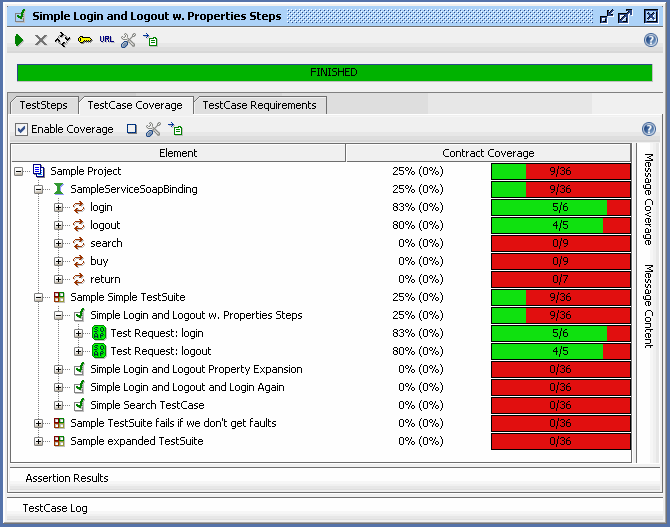 Simple Login and Logout w. Properties Steps
URL
FINISHED
TestSteps TestCase Coverage TestCase Requirements
Enable Coverage
Element Contract Coverage
Sample Project 25% (0%) 9/36
SampleServiceSoapBinding 25% (0%) 9/36
login 83% (0%) 5/6
logout 80% (0%) 4/5
search 0% (0%) 0/9
buy 0% (0%) 0/9
return 0% (0%) 0/7
Sample Simple TestSuite 25% (0%) 9/36
Simple Login and Logout w. Properties Steps 25% (0%) 9/36
Test Request: login 83% (0%) 5/6
Test Request: logout 80% (0%) 4/5
Simple Login and Logout Property Expansion 0% (0%) 0/36
Simple Login and Logout and Login Again 0% (0%) 0/36
Simple Search TestCase 0% (0%) 0/36
Sample TestSuite fails if we don't get faults 0% (0%) 0/36
Sample expanded TestSuite 0% (0%) 0/36
Message Coverage
Message Content
Assertion Results
TestCase Log